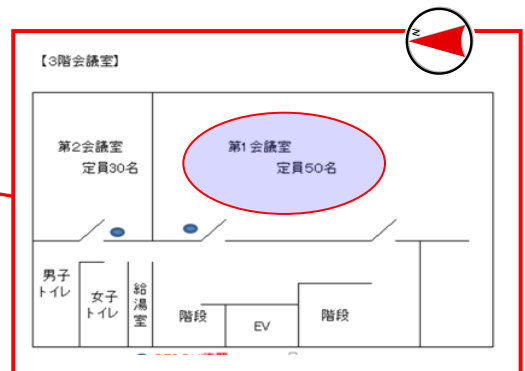 N
【3階会議室】
第2会議室
定員30名
第1会議室
定員50名
男子
トイレ
女子
トイレ
給
湯
室
階段
EV
階段